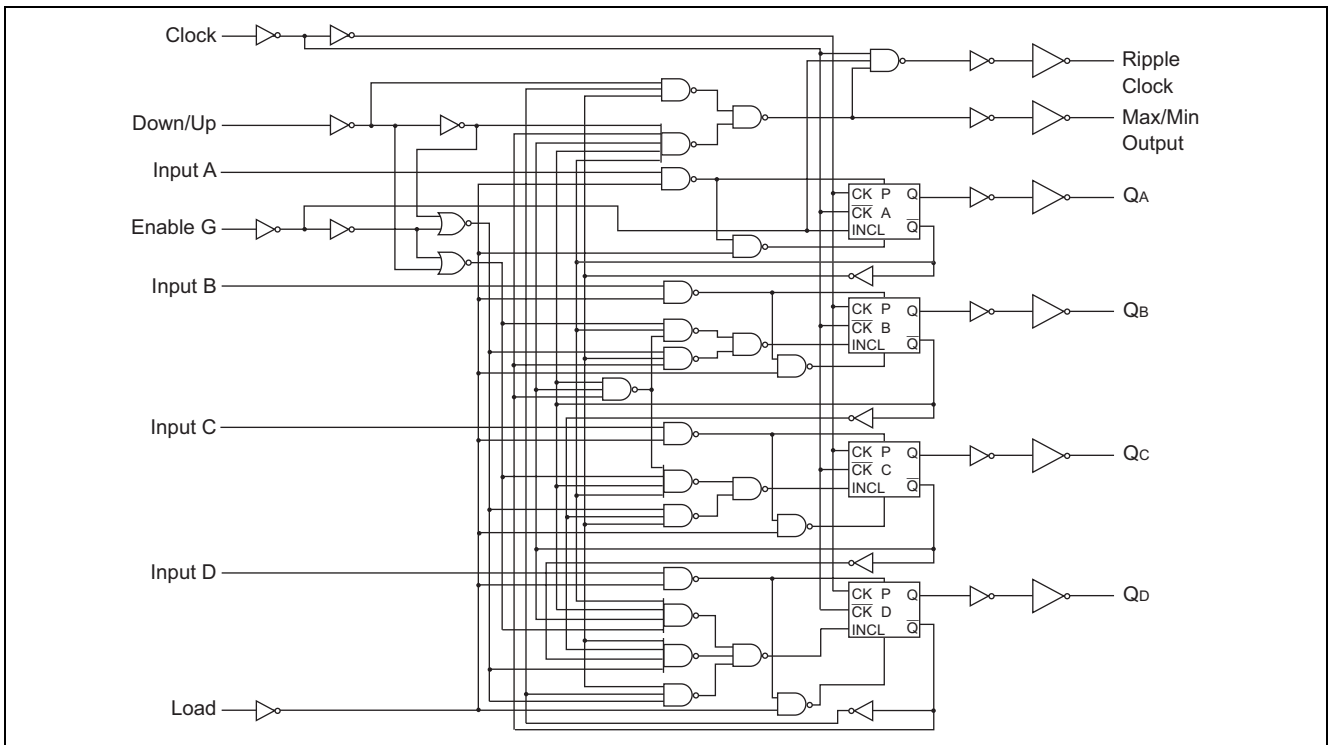 Clock
Ripple
Clock
Down/Up
Max/Min
Output
Input A
CK P Q
CK A
INCL Q
QA
Enable G
Input B
CK P Q
CK B
INCL Q
QB
Input C
CK P Q
CK C
INCL Q
QC
Input D
CK P Q
CK D
INCL Q
QD
Load